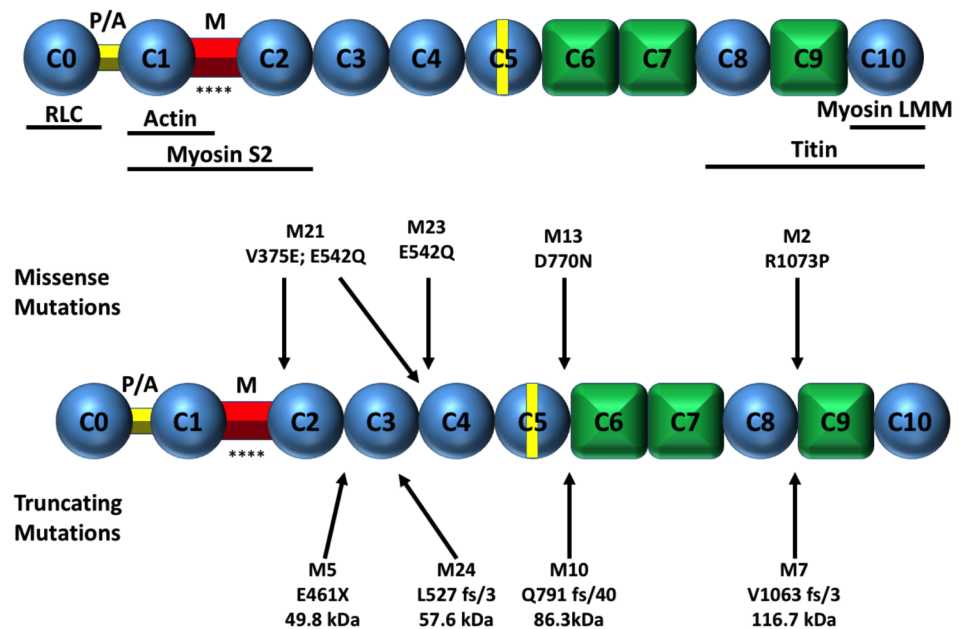 P/A M
C0 C1 C2 C3 C4 C5 C6 C7 C8 C9 C10
****
RLC Actin Myosin LMM
Myosin S2 Titin
M21 M23 M13 M2
V375E; E542Q E542Q D770N R1073P
Missense
Mutations
P/A M
C0 C1 C2 C3 C4 C5 C6 C7 C8 C9 C10
****
Truncating
Mutations
M5 M24 M10 M7
E461X L527 fs/3 Q791 fs/40 V1063 fs/3
49.8 kDa 57.6 kDa 86.3kDa 116.7 kDa